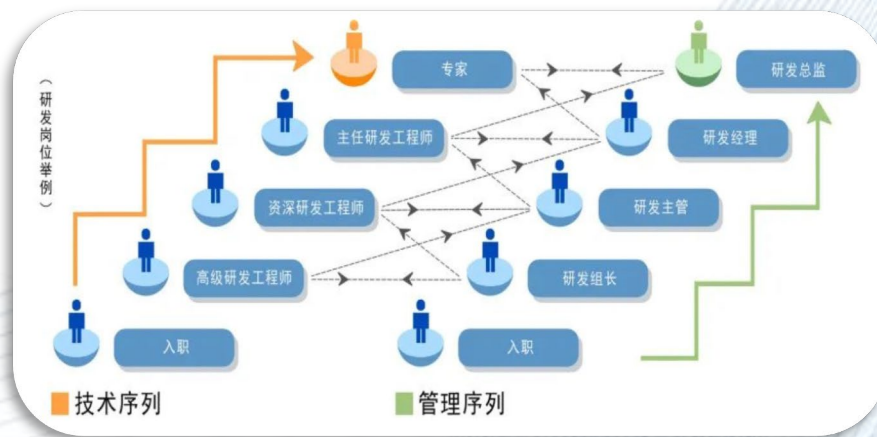 （研发岗位举例）
专家
研发总监
主任研发工程师
研发经理
资深研发工程师
研发主管
高级研发工程师
研发组长
入职
入职
技术序列
管理序列